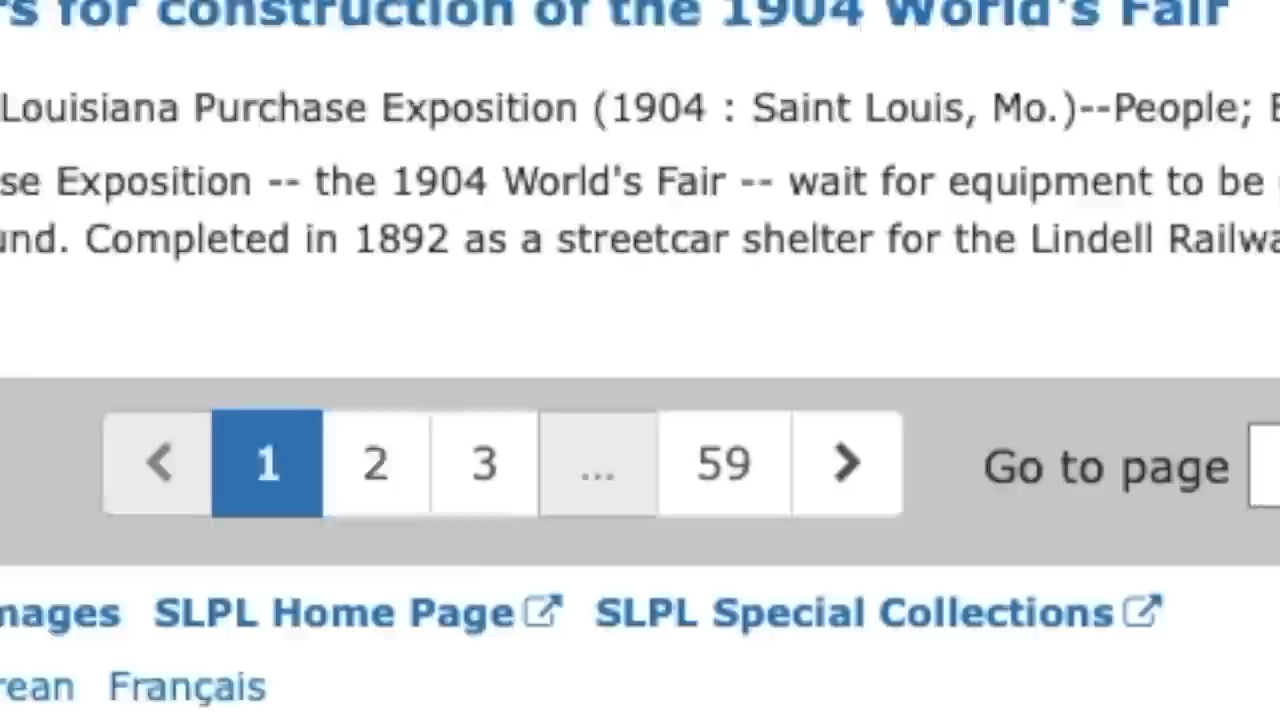 s for construction of the 1904 World's Fair
Louisiana Purchase Exposition (1904 : Saint Louis, Mo.)--People;
se Exposition -- the 1904 World's Fair -- wait for equipment to be
und. Completed in 1892 as a streetcar shelter for the Lindell Railwa
1 2 3 ... 59 Go to page
mages SLPL Home Page SLPL Special Collections
rean Français